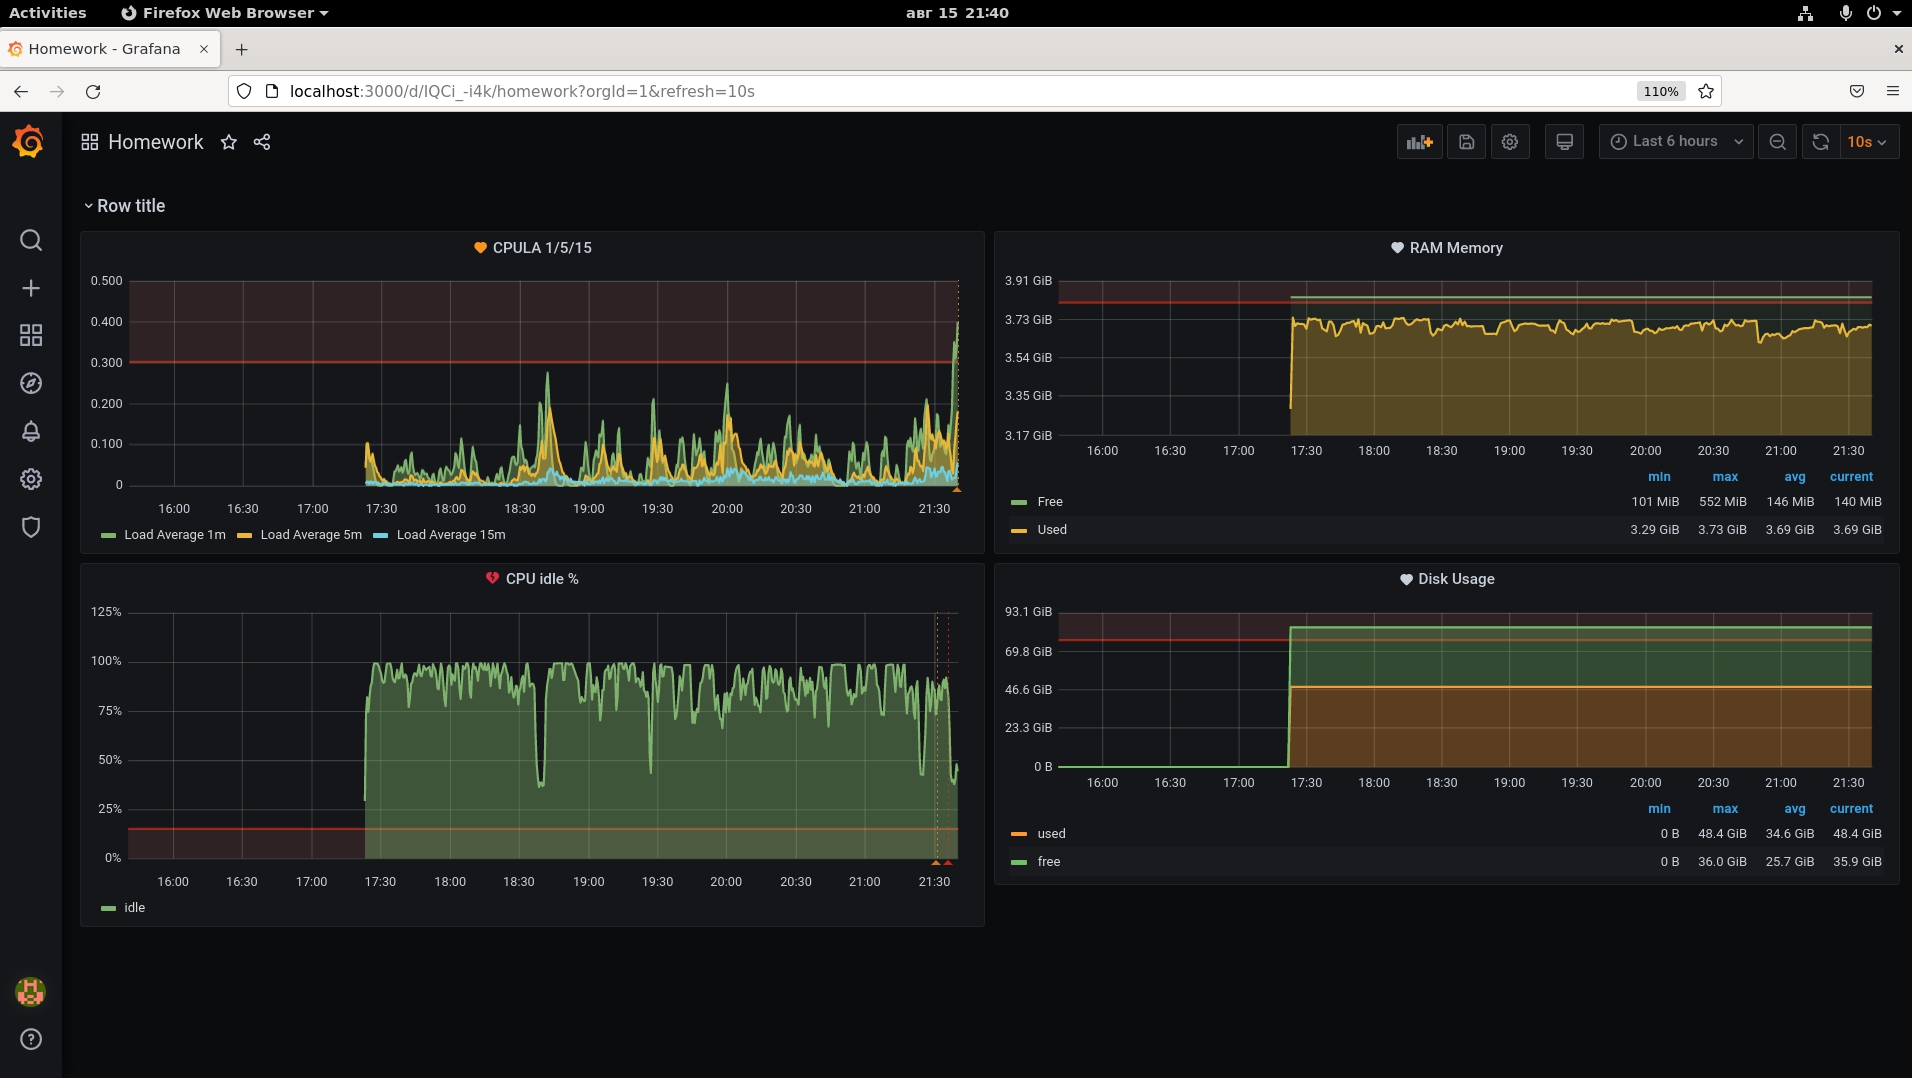 Activities Firefox Web Browser авг 15 21:40
Homework - Grafana
localhost:3000/d/IQCi_-i4k/homework?orgId=1&refresh=10s 110%
Homework Last 6 hours 10s
Row title
CPULA 1/5/15
0.500
0.400
0.300
0.200
0.100
0
16:00 16:30 17:00 17:30 18:00 18:30 19:00 19:30 20:00 20:30 21:00 21:30
Load Average 1m Load Average 5m Load Average 15m
RAM Memory
3.91 GiB
3.73 GiB
3.54 GiB
3.35 GiB
3.17 GiB
16:00 16:30 17:00 17:30 18:00 18:30 19:00 19:30 20:00 20:30 21:00 21:30
min max avg current
Free 101 MiB 552 MiB 146 MiB 140 MiB
Used 3.29 GiB 3.73 GiB 3.69 GiB 3.69 GiB
CPU idle %
125%
100%
75%
50%
25%
0%
16:00 16:30 17:00 17:30 18:00 18:30 19:00 19:30 20:00 20:30 21:00 21:30
idle
Disk Usage
93.1 GiB
69.8 GiB
46.6 GiB
23.3 GiB
0 B
16:00 16:30 17:00 17:30 18:00 18:30 19:00 19:30 20:00 20:30 21:00 21:30
min max avg current
used 0 B 48.4 GiB 34.6 GiB 48.4 GiB
free 0 B 36.0 GiB 25.7 GiB 35.9 GiB